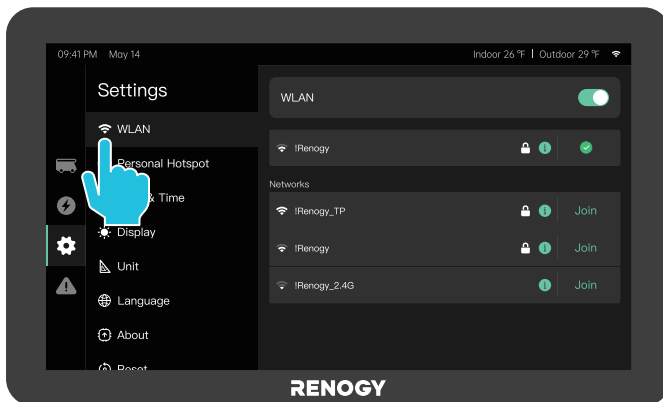 09:41 PM May 14
Indoor 26 ℉ | Outdoor 29 ℉
Settings
WLAN
Personal Hotspot
& Time
Display
Unit
Language
About
Reset
WLAN
!Renogy
Networks
!Renogy_TP Join
!Renogy Join
!Renogy_2.4G Join
RENOGY